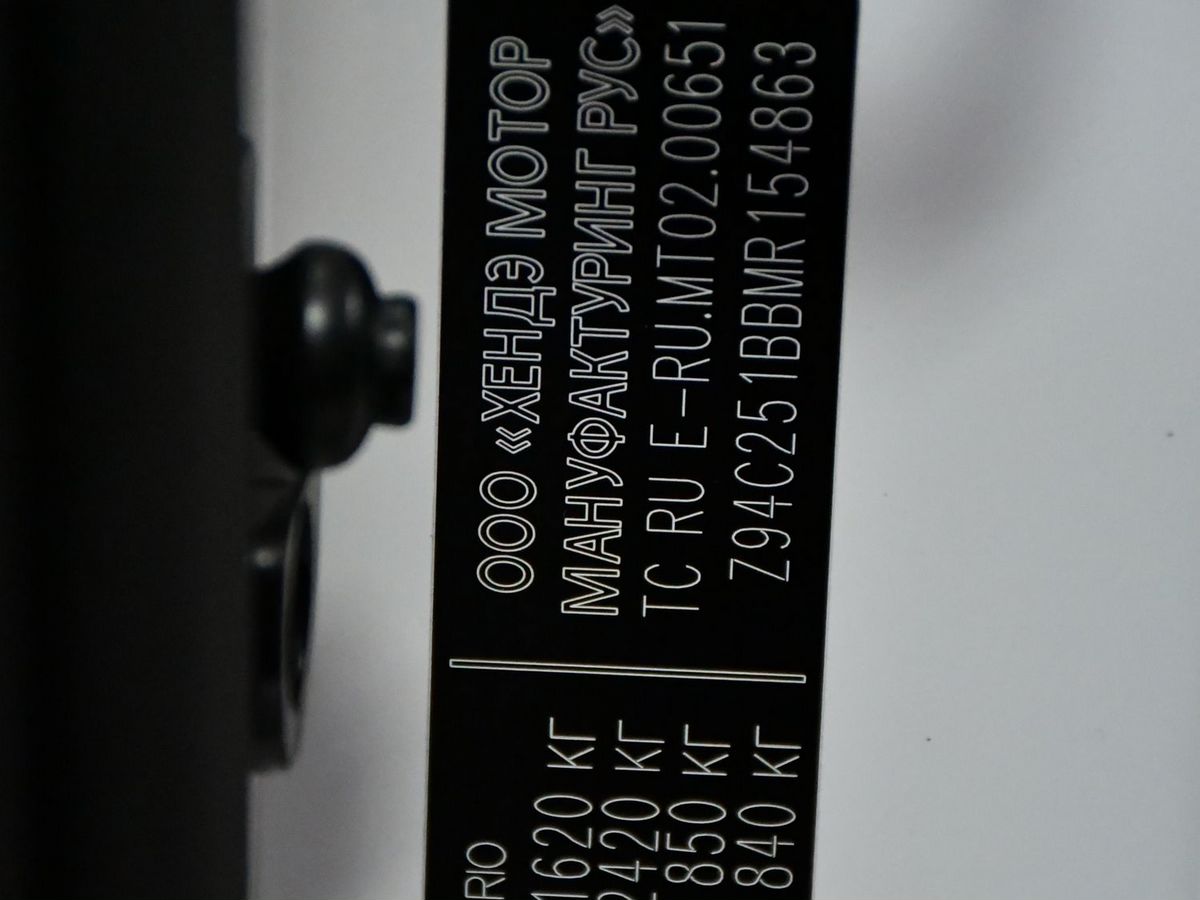 ООО «ХЕНДЭ МОТОР
МАНУФАКТУРИНГ РУС»
ТС RU E-RU.MT02.00651
Z94C251BBMR154863
RIO
1620 КГ
2420 КГ
850 КГ
840 КГ